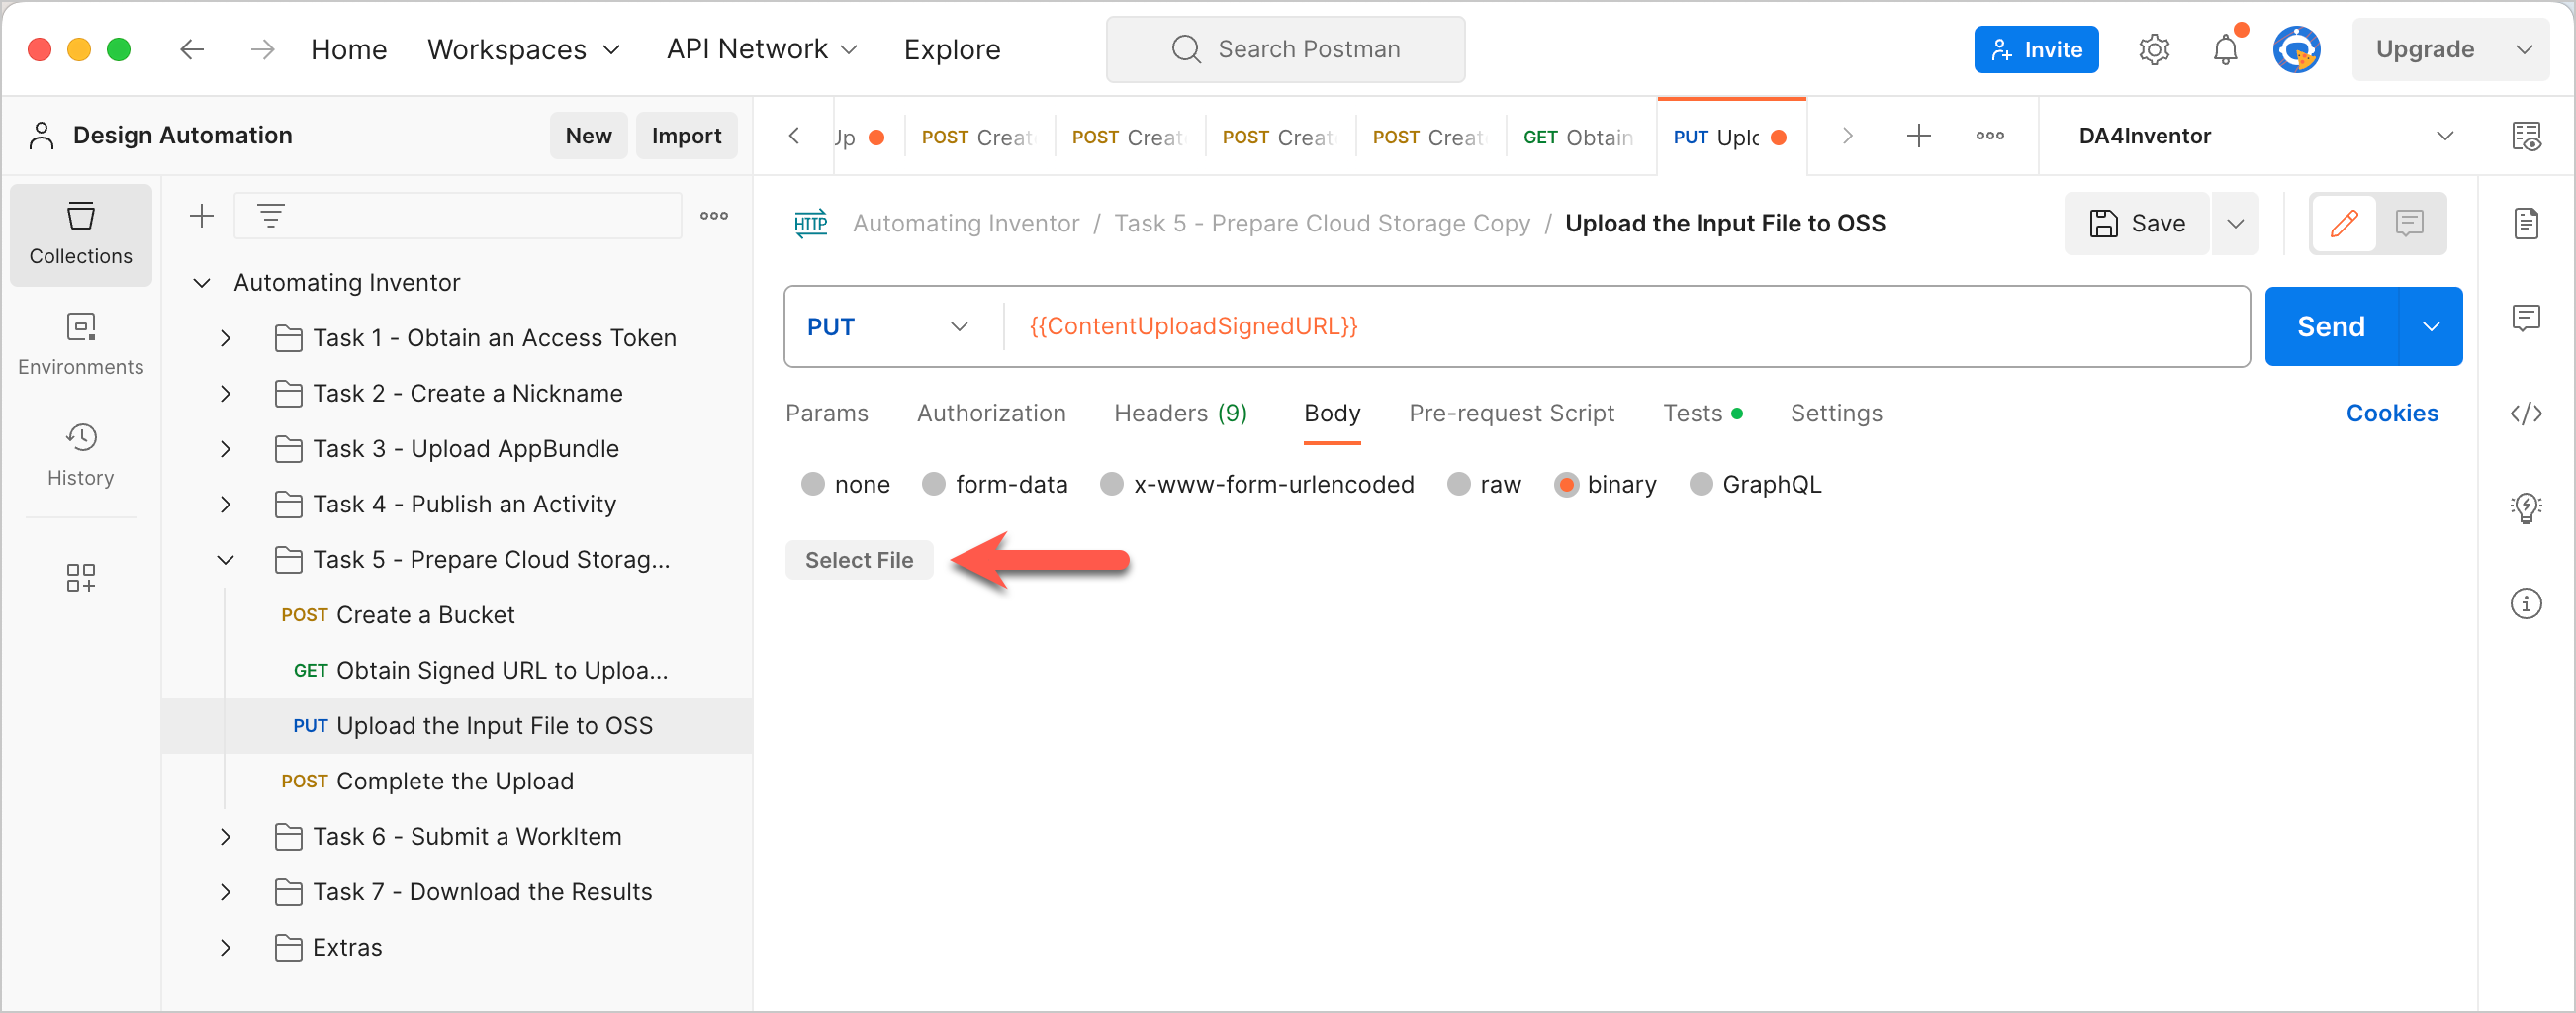 Home Workspaces API Network Explore Search Postman Invite Upgrade
Design Automation New Import
POST Creat POST Creat POST Creat POST Creat GET Obtain PUT Uplo DA4Inventor
Collections
Environments
History
Automating Inventor
Task 1 - Obtain an Access Token
Task 2 - Create a Nickname
Task 3 - Upload AppBundle
Task 4 - Publish an Activity
Task 5 - Prepare Cloud Storag...
POST Create a Bucket
GET Obtain Signed URL to Uploa...
PUT Upload the Input File to OSS
POST Complete the Upload
Task 6 - Submit a WorkItem
Task 7 - Download the Results
Extras
HTTP Automating Inventor / Task 5 - Prepare Cloud Storage Copy / Upload the Input File to OSS Save
PUT {{ContentUploadSignedURL}} Send
Params Authorization Headers (9) Body Pre-request Script Tests Settings Cookies
none form-data x-www-form-urlencoded raw binary GraphQL
Select File